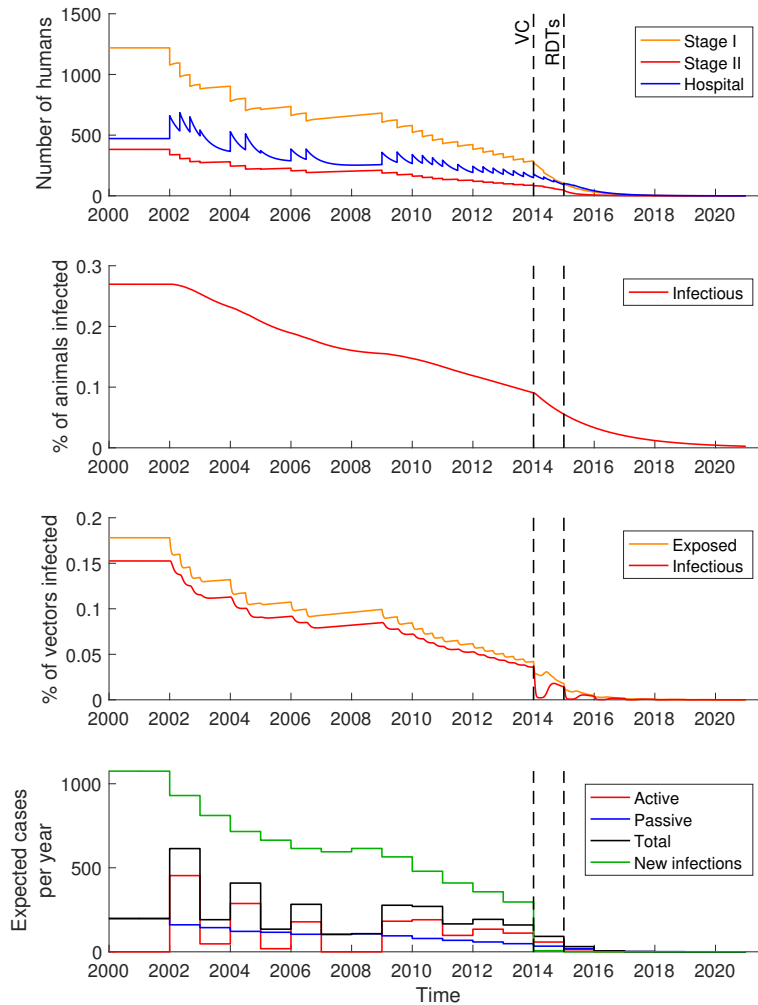 VC
RDTs
Number of humans
1500
1000
500
0
Stage I
Stage II
Hospital
2000 2002 2004 2006 2008 2010 2012 2014 2016 2018 2020
% of animals infected
0.3
0.2
0.1
0
Infectious
2000 2002 2004 2006 2008 2010 2012 2014 2016 2018 2020
% of vectors infected
0.2
0.15
0.1
0.05
0
Exposed
Infectious
2000 2002 2004 2006 2008 2010 2012 2014 2016 2018 2020
Expected cases
per year
1000
500
0
Active
Passive
Total
New infections
2000 2002 2004 2006 2008 2010 2012 2014 2016 2018 2020
Time